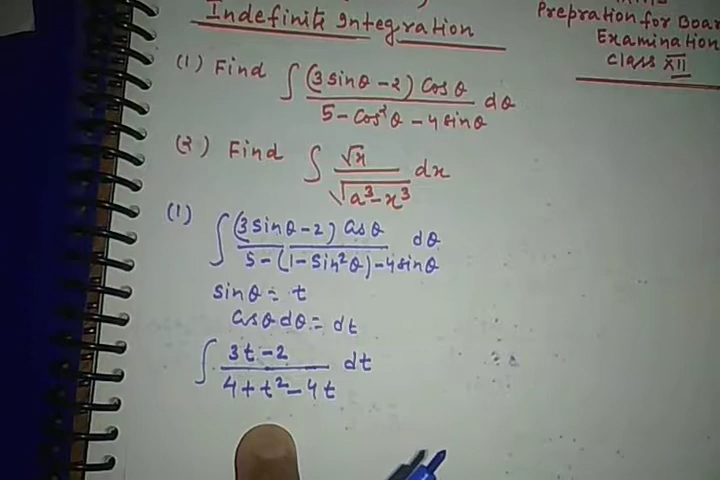 Indefinite Integration
Prepration for Boar
Examination
Class XII
(1) Find ∫ (3 sinθ - 2) Cosθ / 5 - Cos²θ - 4 sinθ dθ
(2) Find ∫ √x / √a³-x³ dx
(1) ∫ (3 sinθ - 2) Cosθ / 5 - (1 - Sin²θ) - 4 sinθ dθ
sinθ = t
Cosθ dθ = dt
∫ 3t - 2 / 4 + t² - 4t dt